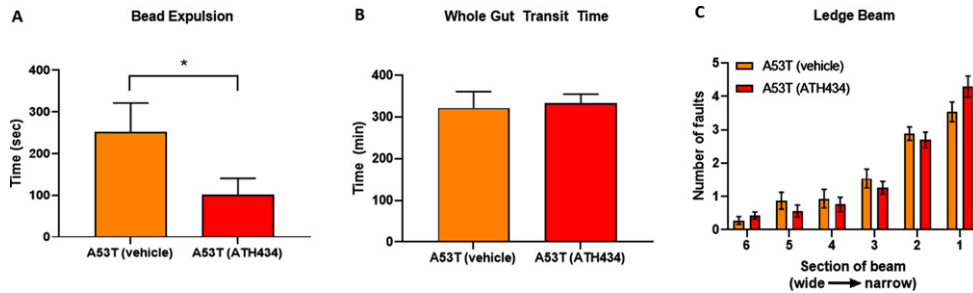 A
Bead Expulsion
*
Time (sec)
400
300
200
100
0
A53T (vehicle)
A53T (ATH434)
B
Whole Gut Transit Time
Time (min)
400
300
200
100
0
A53T (vehicle)
A53T (ATH434)
C
Ledge Beam
A53T (vehicle)
A53T (ATH434)
Number of faults
5
4
3
2
1
0
6 5 4 3 2 1
Section of beam
(wide → narrow)